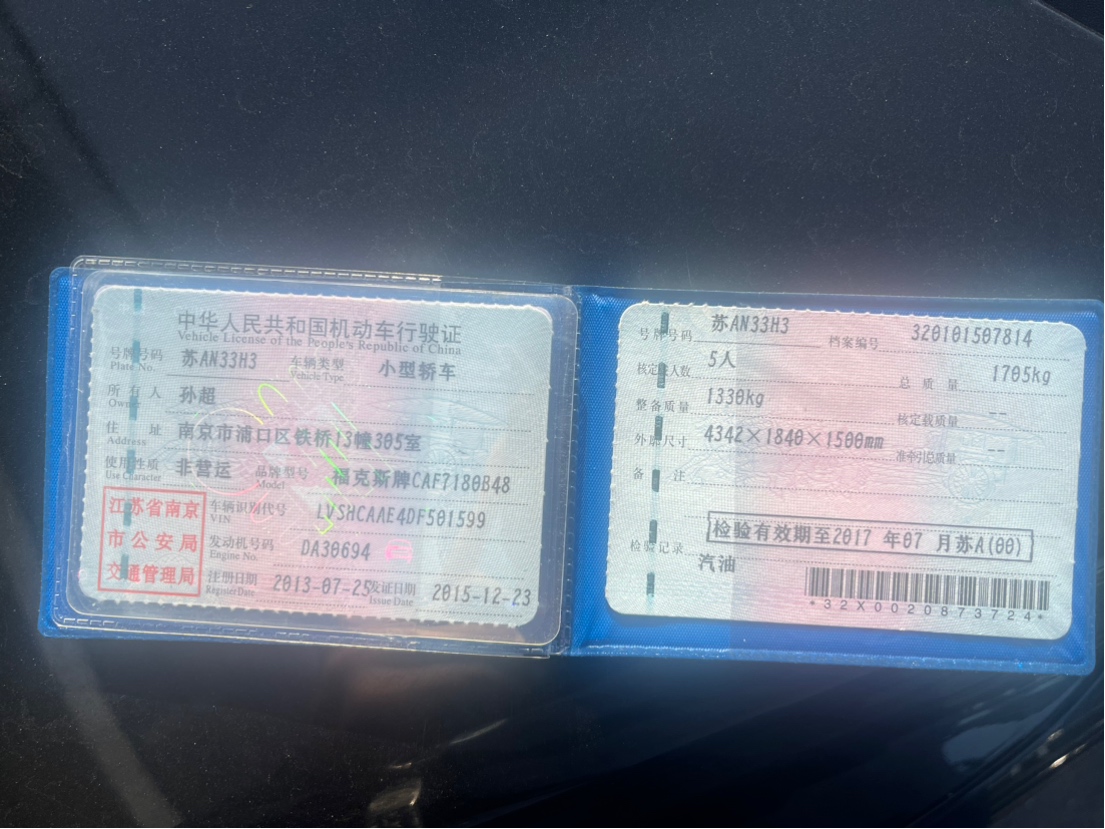 中华人民共和国机动车行驶证
Vehicle License of the People's Republic of China
号牌号码 苏AN33H3 车辆类型 小型轿车
Plate No. Vehicle Type
所有人 孙超
Owner
住址 南京市浦口区铁桥13幢305室
Address
使用性质 非营运 品牌型号 福克斯牌CAF7180B48
Use Character Model
江苏省南京
市公安局
交通管理局
车辆识别代号 LVSHCAAE4DF501599
VIN
发动机号码 DA30694
Engine No.
注册日期 2013-07-25 发证日期 2015-12-23
Register Date Issue Date
号牌号码 苏AN33H3 档案编号 320101507814
核定载人数 5人 总质量 1705kg
整备质量 1330kg 核定载质量 --
外廓尺寸 4342×1840×1500mm 准牵引总质量 --
备注
检验有效期至2017 年07 月苏A(00)
检验记录
汽油
*32X0020873724*